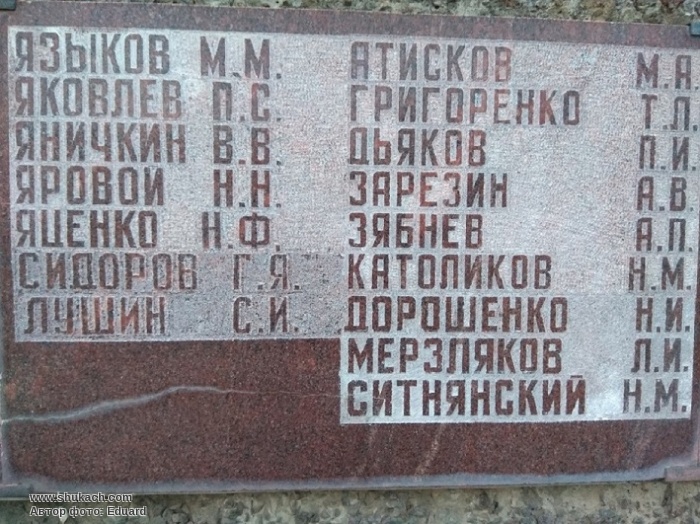 ЯЗЫКОВ М.М.
ЯКОВЛЕВ П.С.
ЯНИЧКИН В.В.
ЯРОВОЙ Н.Н.
ЯЦЕНКО Н.Ф.
СИДОРОВ Г.Я.
ЛУШИН С.И.
АТИСКОВ М.А
ГРИГОРЕНКО Т.П
ДЬЯКОВ П.И.
ЗАРЕЗИН А.В
ЗЯБНЕВ А.П.
КАТОЛИКОВ Н.М.
ДОРОШЕНКО Н.И.
МЕРЗЛЯКОВ Л.И.
СИТНЯНСКИЙ Н.М.
www.shukach.com
Автор фото: Eduard